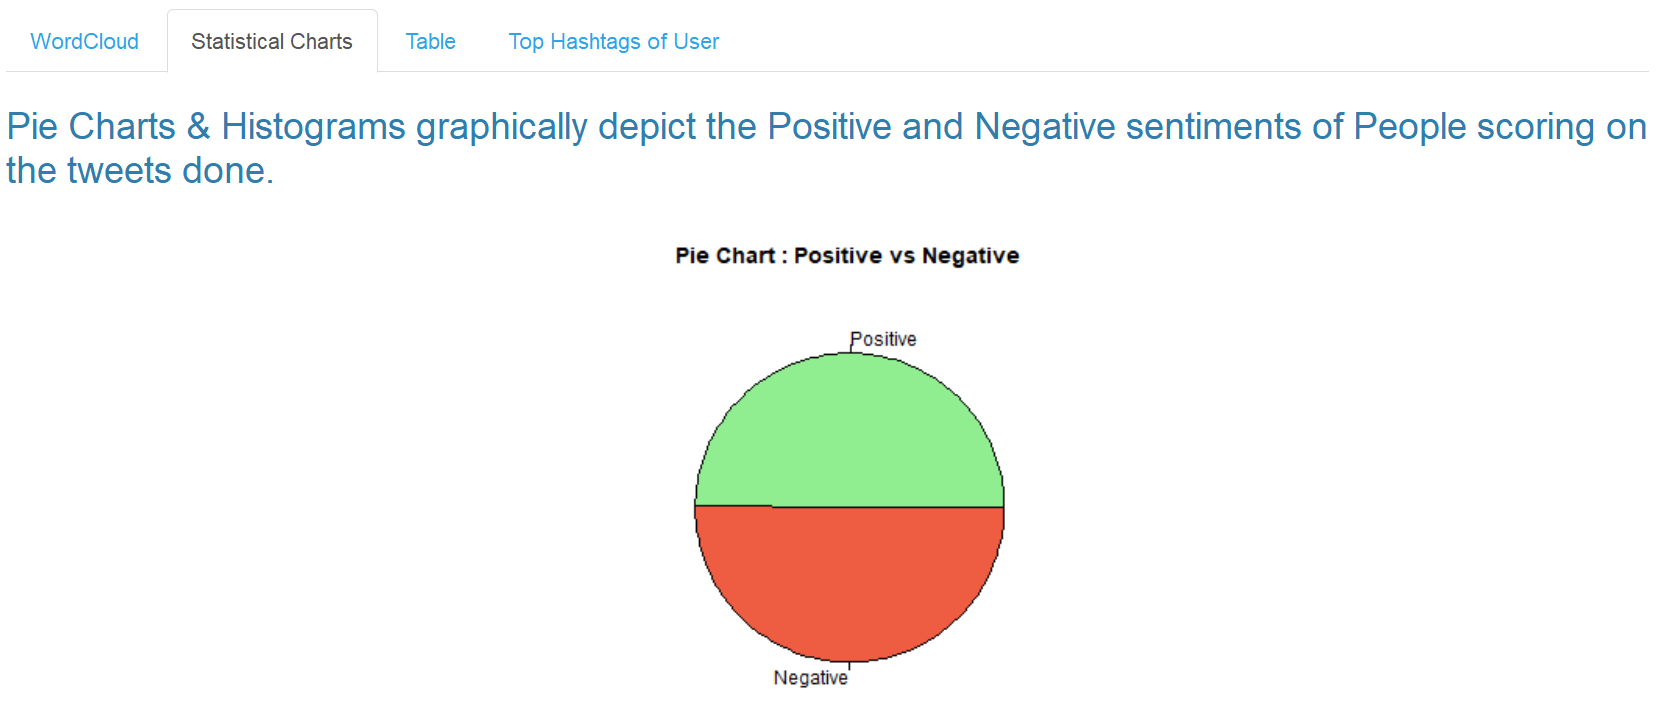 WordCloud Statistical Charts Table Top Hashtags of User
Pie Charts & Histograms graphically depict the Positive and Negative sentiments of People scoring on
the tweets done.
Pie Chart : Positive vs Negative
Positive
Negative